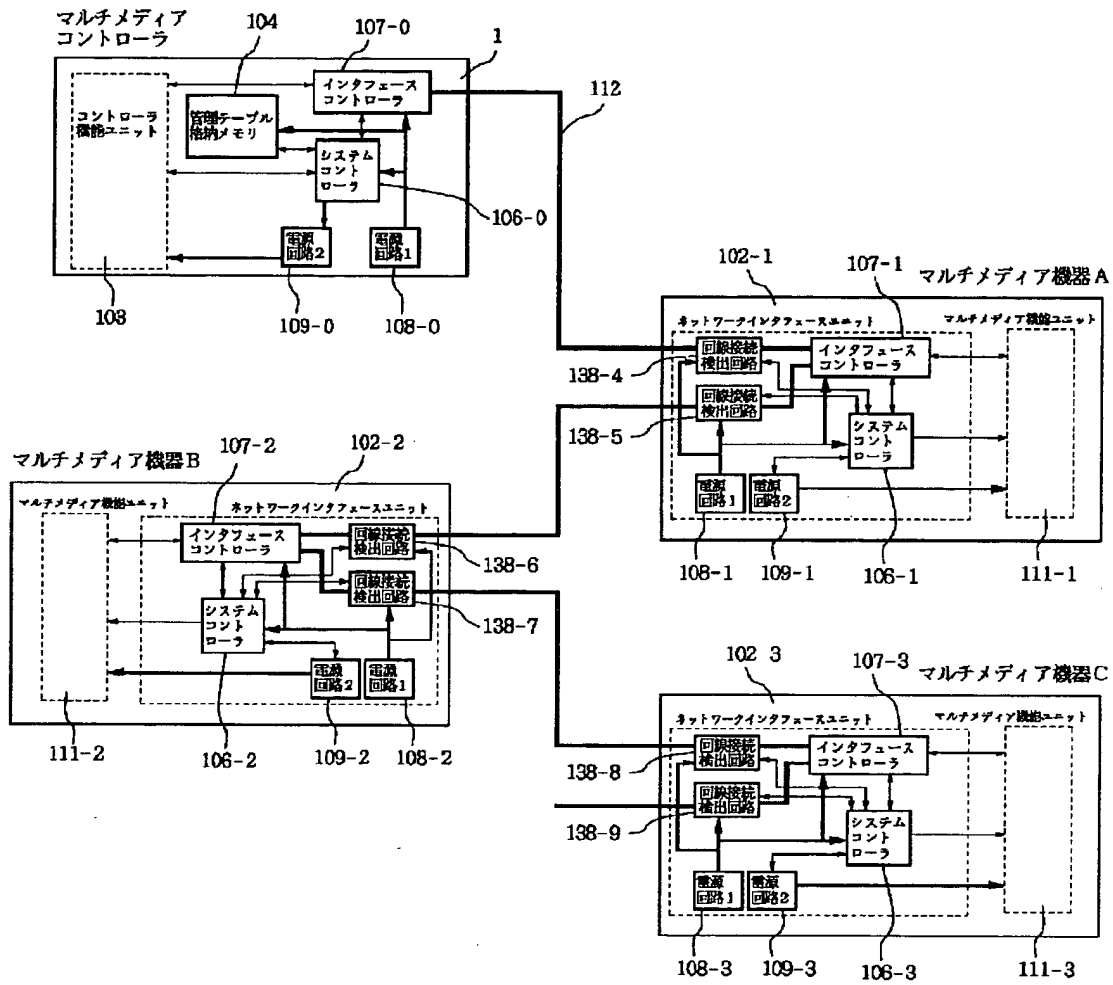 マルチメディア
コントローラ
104
107-0
1
112
インタフェース
コントローラ
コントローラ
機能ユニット
管理テーブル
格納メモリ
システム
コント
ローラ
106-0
電源
回路2
電源
回路1
103
109-0
108-0
102-1
107-1
マルチメディア機器A
ネットワークインタフェースユニット
マルチメディア機能ユニット
回線接続
検出回路
インタフェース
コントローラ
138-4
回線接続
検出回路
138-5
システム
コント
ローラ
電源
回路1
電源
回路2
108-1
109-1
106-1
111-1
マルチメディア機器B
107-2
102-2
マルチメディア機能ユニット
ネットワークインタフェースユニット
インタフェース
コントローラ
回線接続
検出回路
138-6
回線接続
検出回路
138-7
システム
コント
ローラ
電源
回路2
電源
回路1
111-2
106-2
109-2
108-2
102 3
107-3
マルチメディア機器C
ネットワークインタフェースユニット
マルチメディア機能ユニット
回線接続
検出回路
インタフェース
コントローラ
138-8
回線接続
検出回路
138-9
システム
コント
ローラ
電源
回路1
電源
回路2
108-3
109-3
106-3
111-3